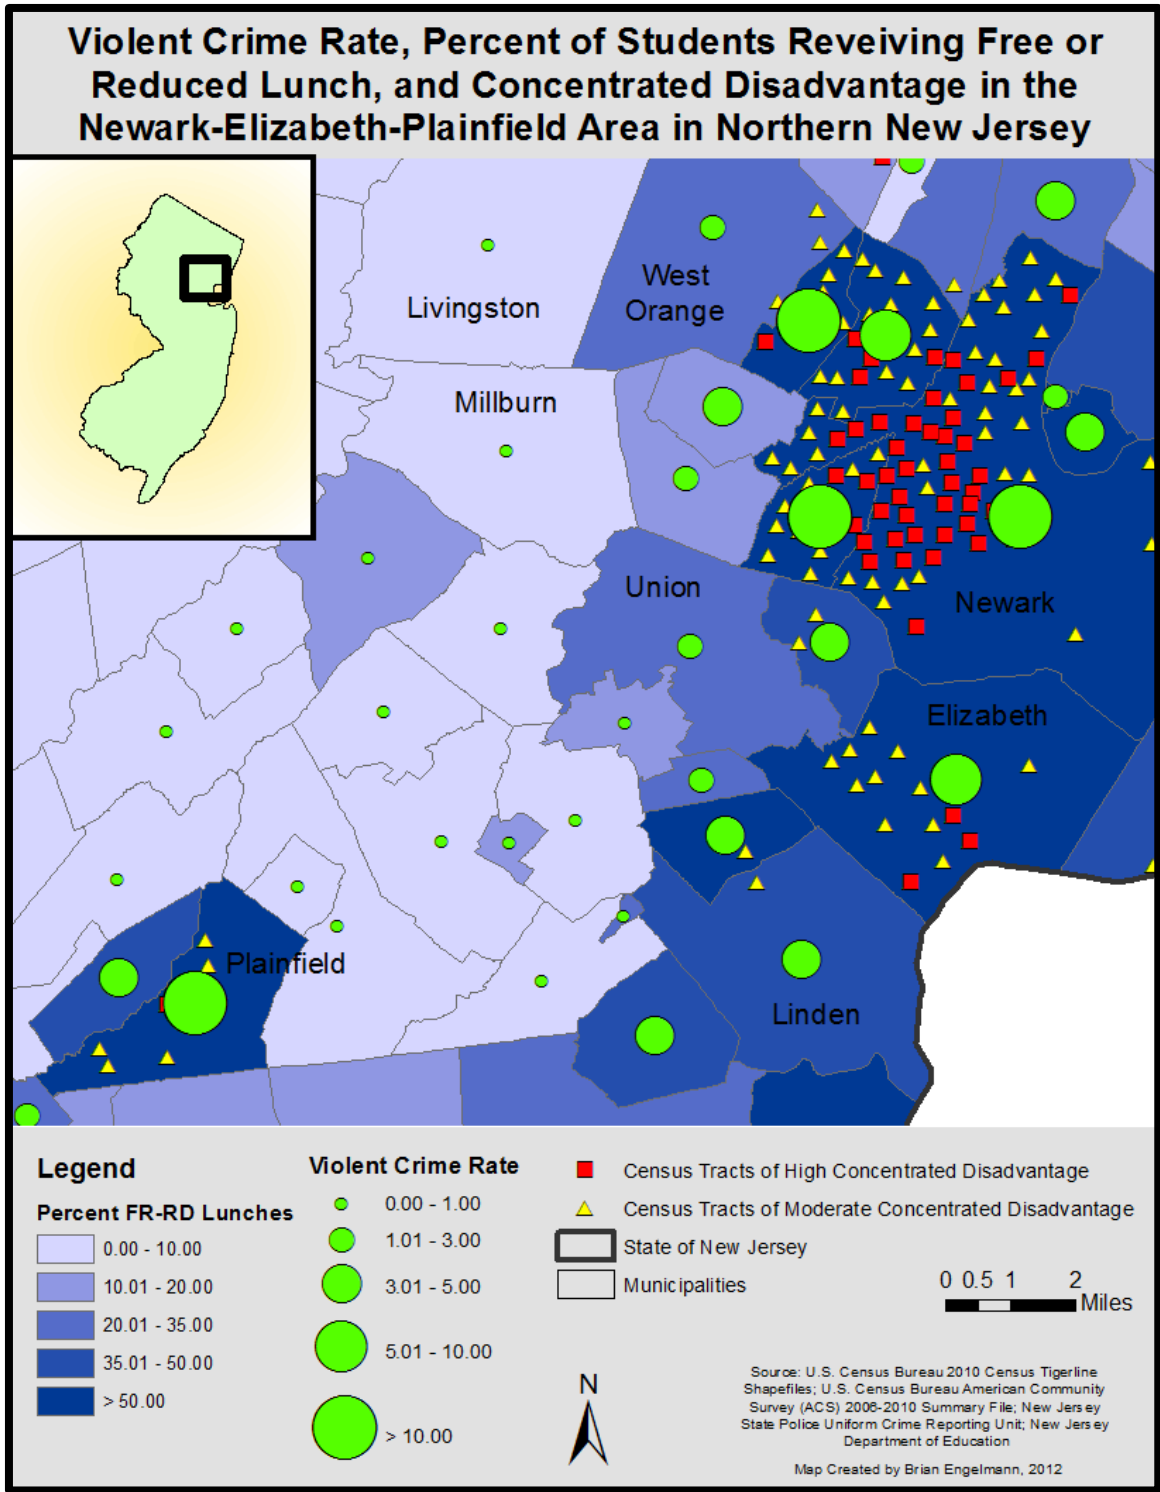 Violent Crime Rate, Percent of Students Reveiving Free or
Reduced Lunch, and Concentrated Disadvantage in the
Newark-Elizabeth-Plainfield Area in Northern New Jersey
West
Orange
Livingston
Millburn
Union
Newark
Elizabeth
Plainfield
Linden
Legend
Percent FR-RD Lunches
0.00 - 10.00
10.01 - 20.00
20.01 - 35.00
35.01 - 50.00
> 50.00
Violent Crime Rate
0.00 - 1.00
1.01 - 3.00
3.01 - 5.00
5.01 - 10.00
> 10.00
Census Tracts of High Concentrated Disadvantage
Census Tracts of Moderate Concentrated Disadvantage
State of New Jersey
Municipalities
0 0.5 1 2
Miles
N
Source: U.S. Census Bureau 2010 Census Tigerline
Shapefiles; U.S. Census Bureau American Community
Survey (ACS) 2006-2010 Summary File; New Jersey
State Police Uniform Crime Reporting Unit; New Jersey
Department of Education
Map Created by Brian Engelmann, 2012